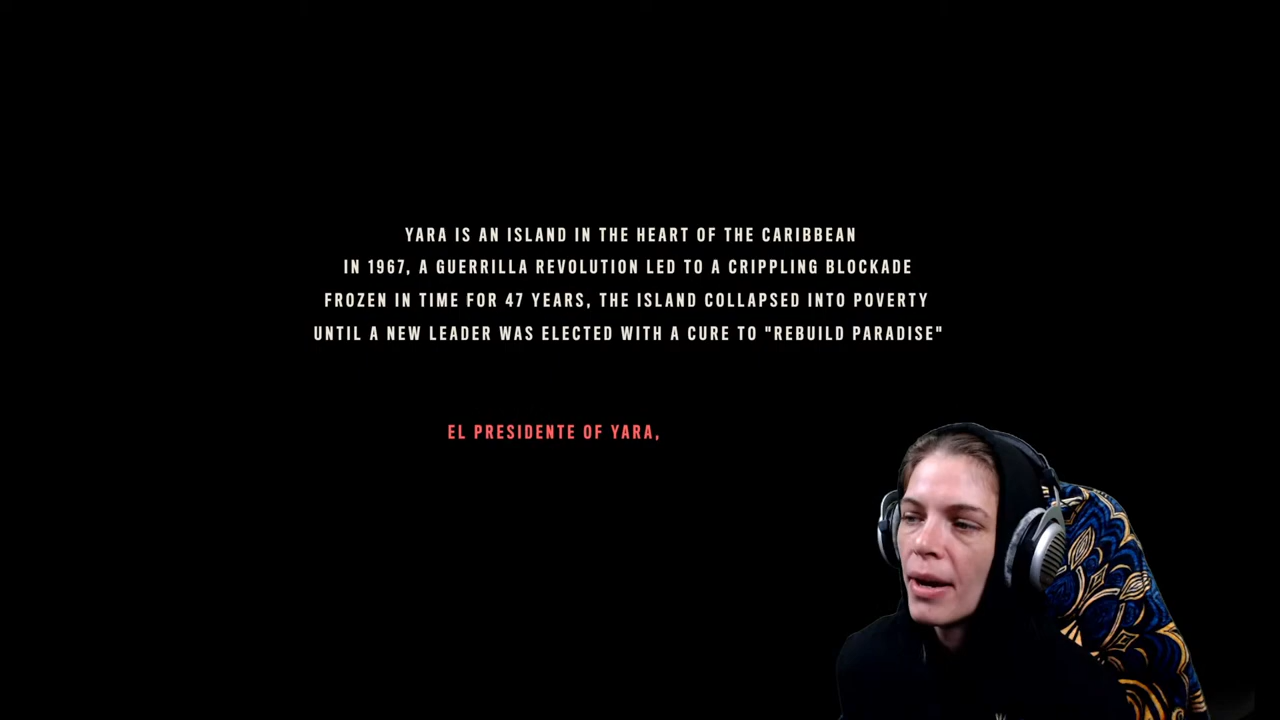 YARA IS AN ISLAND IN THE HEART OF THE CARIBBEAN
IN 1967, A GUERRILLA REVOLUTION LED TO A CRIPPLING BLOCKADE
FROZEN IN TIME FOR 47 YEARS, THE ISLAND COLLAPSED INTO POVERTY
UNTIL A NEW LEADER WAS ELECTED WITH A CURE TO "REBUILD PARADISE"
EL PRESIDENTE OF YARA,